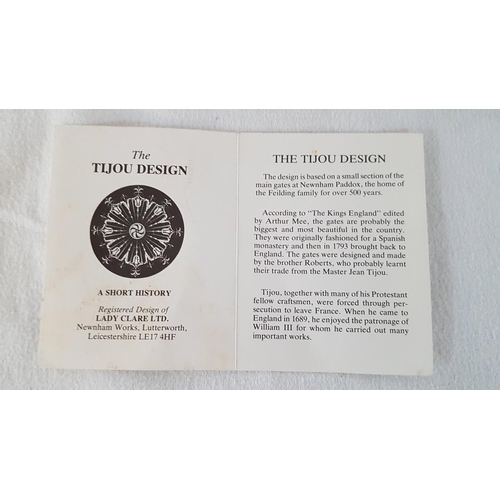 The
TIJOU DESIGN
A SHORT HISTORY
Registered Design of
LADY CLARE LTD.
Newnham Works, Lutterworth,
Leicestershire LE17 4HF
THE TIJOU DESIGN
The design is based on a small section of the
main gates at Newnham Paddox, the home of
the Feilding family for over 500 years.
According to "The Kings England" edited
by Arthur Mee, the gates are probably the
biggest and most beautiful in the country.
They were originally fashioned for a Spanish
monastery and then in 1793 brought back to
England. The gates were designed and made
by the brother Roberts, who probably learnt
their trade from the Master Jean Tijou.
Tijou, together with many of his Protestant
fellow craftsmen, were forced through per-
secution to leave France. When he came to
England in 1689, he enjoyed the patronage of
William III for whom he carried out many
important works.